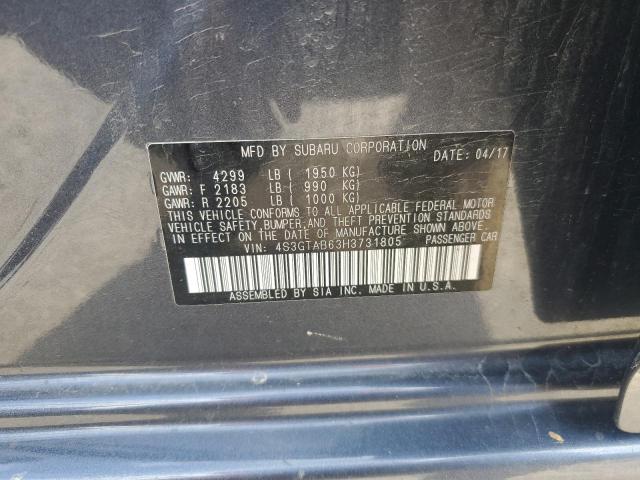 MFD BY SUBARU CORPORATION DATE: 04/17
GVWR: 4299 LB ( 1950 KG)
GAWR: F 2183 LB ( 990 KG)
GAWR: R 2205 LB ( 1000 KG)
THIS VEHICLE CONFORMS TO ALL APPLICABLE FEDERAL MOTOR
VEHICLE SAFETY, BUMPER, AND THEFT PREVENTION STANDARDS
IN EFFECT ON THE DATE OF MANUFACTURE SHOWN ABOVE.
VIN: 4S3GTAB63H3731805 PASSENGER CAR
ASSEMBLED BY SIA INC. MADE IN U.S.A.